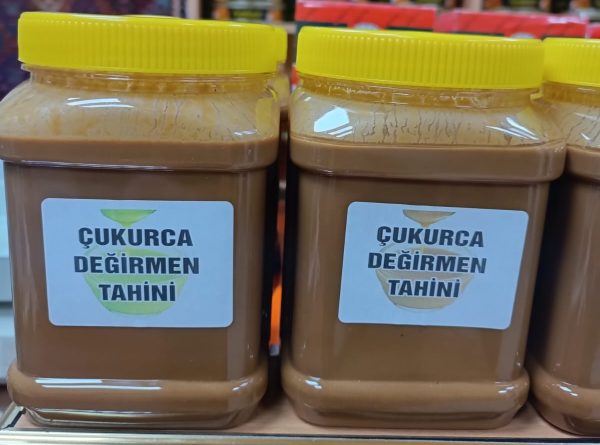 ÇUKURCA
DEĞİRMEN
TAHİNİ
ÇUKURCA
DEĞİRMEN
TAHİNİ